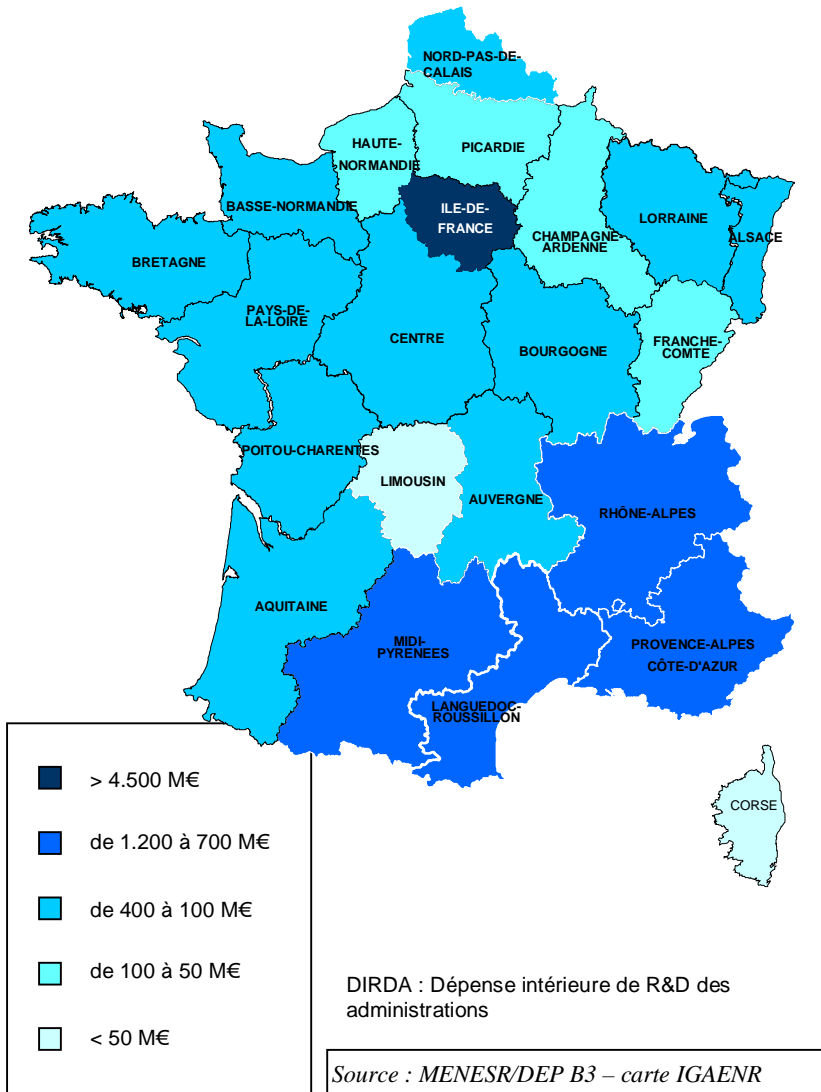 NORD-PAS-DE-
CALAIS
HAUTE-
NORMANDIE
PICARDIE
BASSE-NORMANDIE
ILE-DE-
FRANCE
CHAMPAGNE-
ARDENNE
LORRAINE
ALSACE
BRETAGNE
PAYS-DE-
LA-LOIRE
CENTRE
BOURGOGNE
FRANCHE-
COMTE
POITOU-CHARENTES
LIMOUSIN
AUVERGNE
RHÔNE-ALPES
AQUITAINE
MIDI-
PYRENEES
LANGUEDOC-
ROUSSILLON
PROVENCE-ALPES
CÔTE-D'AZUR
CORSE
> 4.500 M€
de 1.200 à 700 M€
de 400 à 100 M€
de 100 à 50 M€
< 50 M€
DIRDA : Dépense intérieure de R&D des
administrations
Source : MENESR/DEP B3 – carte IGAENR